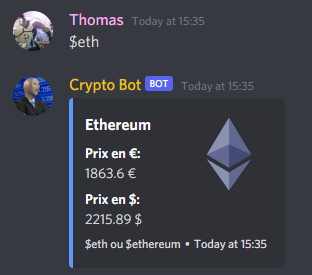 Thomas Today at 15:35
$eth
Crypto Bot BOT Today at 15:35
Ethereum
Prix en €:
1863.6 €
Prix en $:
2215.89 $
$eth ou $ethereum • Today at 15:35